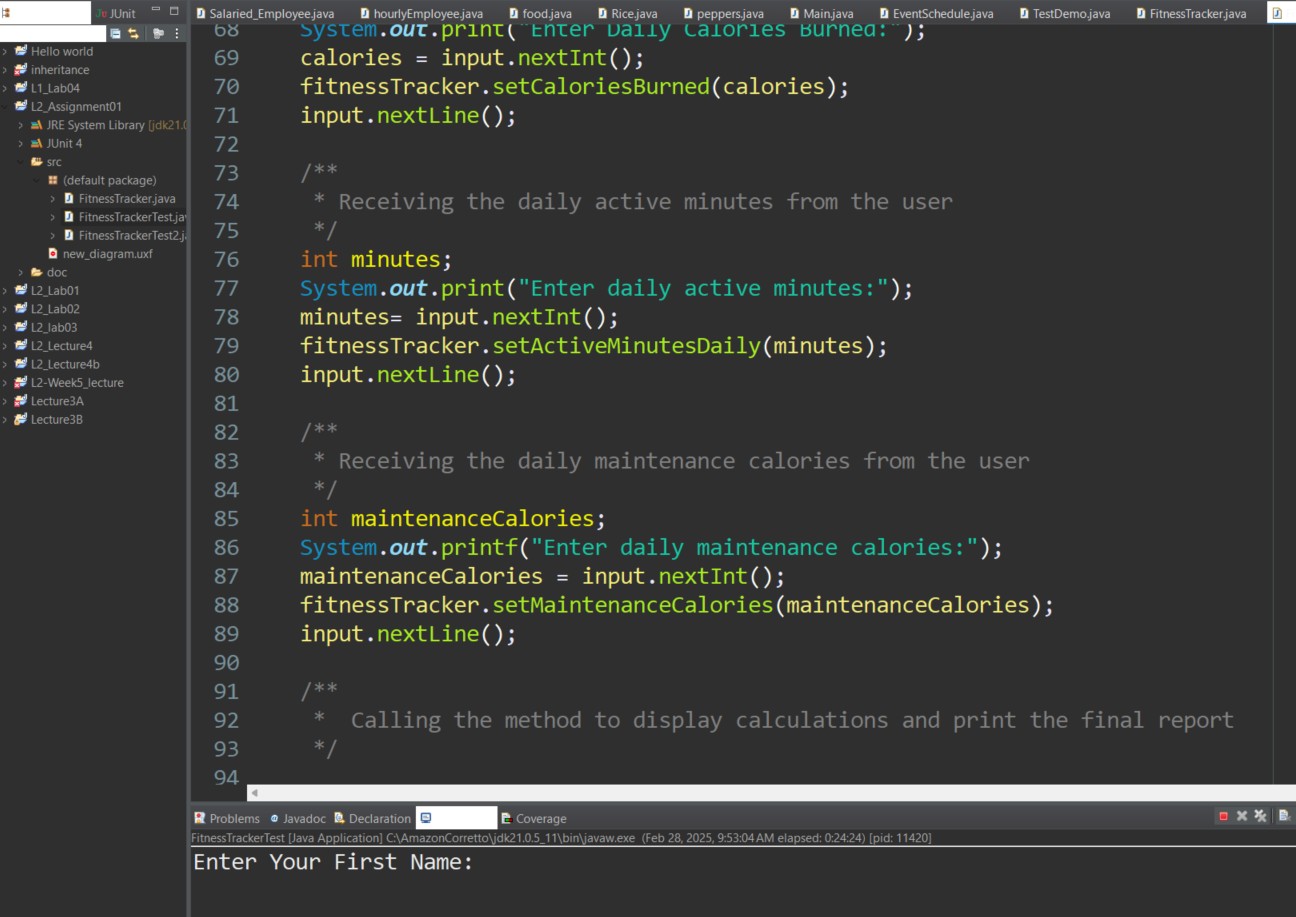 JUnit
Salaried_Employee.java hourlyEmployee.java food.java Rice.java peppers.java Main.java EventSchedule.java TestDemo.java FitnessTracker.java
Hello world
inheritance
L1_Lab04
L2_Assignment01
JRE System Library [jdk21.0
JUnit 4
src
(default package)
FitnessTracker.java
FitnessTrackerTest.jav
FitnessTrackerTest2.ja
new_diagram.uxf
doc
L2_Lab01
L2_Lab02
L2_lab03
L2_Lecture4
L2_Lecture4b
L2-Week5_lecture
Lecture3A
Lecture3B
68 System.out.print("Enter Daily Calories Burned:");
69 calories = input.nextInt();
70 fitnessTracker.setCaloriesBurned(calories);
71 input.nextLine();
72
73 /**
74 * Receiving the daily active minutes from the user
75 */
76 int minutes;
77 System.out.print("Enter daily active minutes:");
78 minutes= input.nextInt();
79 fitnessTracker.setActiveMinutesDaily(minutes);
80 input.nextLine();
81
82 /**
83 * Receiving the daily maintenance calories from the user
84 */
85 int maintenanceCalories;
86 System.out.printf("Enter daily maintenance calories:");
87 maintenanceCalories = input.nextInt();
88 fitnessTracker.setMaintenanceCalories(maintenanceCalories);
89 input.nextLine();
90
91 /**
92 *  Calling the method to display calculations and print the final report
93 */
94
Problems Javadoc Declaration Coverage
FitnessTrackerTest [Java Application] C:\AmazonCorretto\jdk21.0.5_11\bin\javaw.exe (Feb 28, 2025, 9:53:04 AM elapsed: 0:24:24) [pid: 11420]
Enter Your First Name: